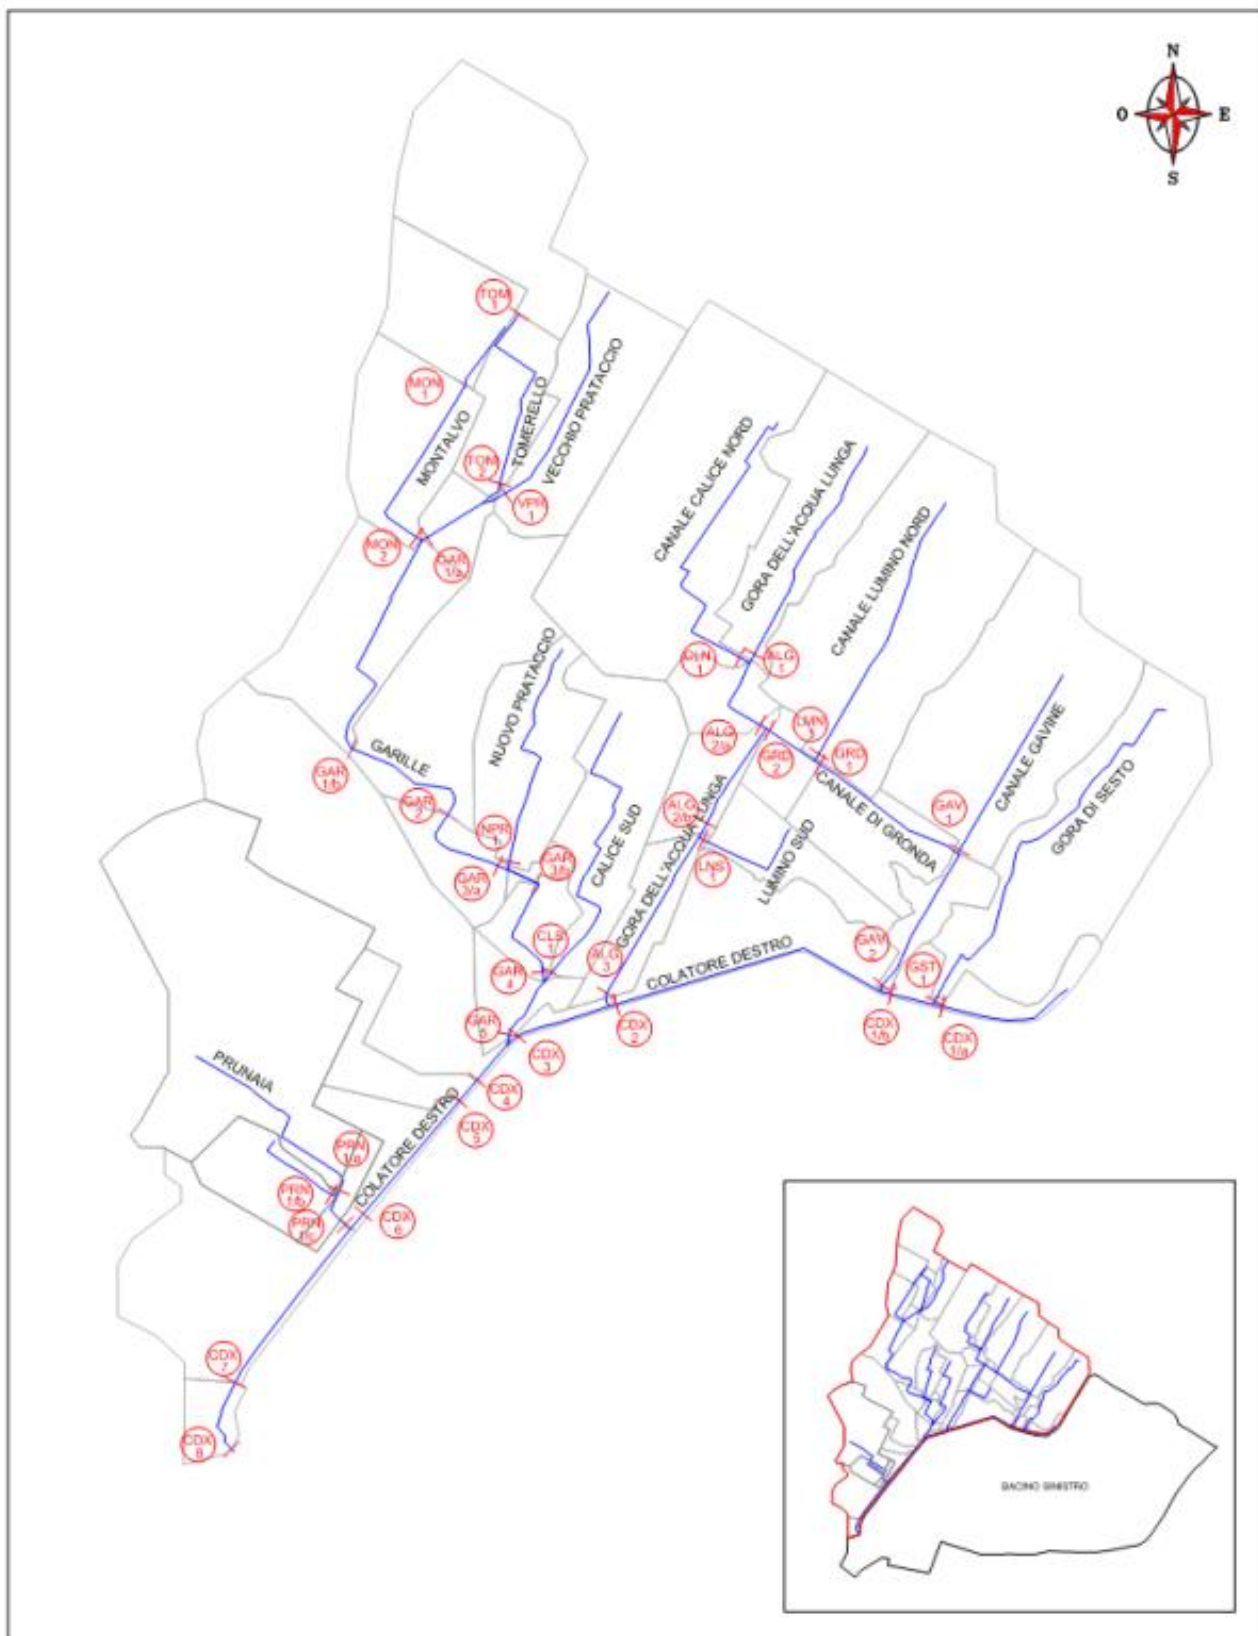 N
O
E
S
TOM
1
MON
1
MONTALVO
TOMERELLO
VECCHIO PRATACCIO
TOM
2
VPR
1
MON
2
GAR
1/a
CANALE CALICE NORD
GORA DELL'ACQUA LUNGA
CANALE LUMINO NORD
1
ALG
1
NUOVO PRATACCIO
GARILLE
GAR
1/b
GAR
2
NPR
GAR
3/a
GAR
3/b
CALICE SUD
ALG
2/a
GRD
2
LMN
1
GRD
1
CANALE DI GRONDA
CANALE GAVINE
GORA DI SESTO
GAV
1
ALG
2/b
LNS
1
LUMINO SUD
GORA DELL'ACQUA LUNGA
CLS
1
GAR
4
ALG
3
COLATORE DESTRO
GAV
2
GST
1
CDX
1/b
CDX
1/a
CDX
2
GAR
5
CDX
3
CDX
4
CDX
5
PRUNAIA
COLATORE DESTRO
PRN
1/a
PRN
1/b
PRN
1/c
CDX
6
CDX
7
CDX
8
BACINO SINISTRO